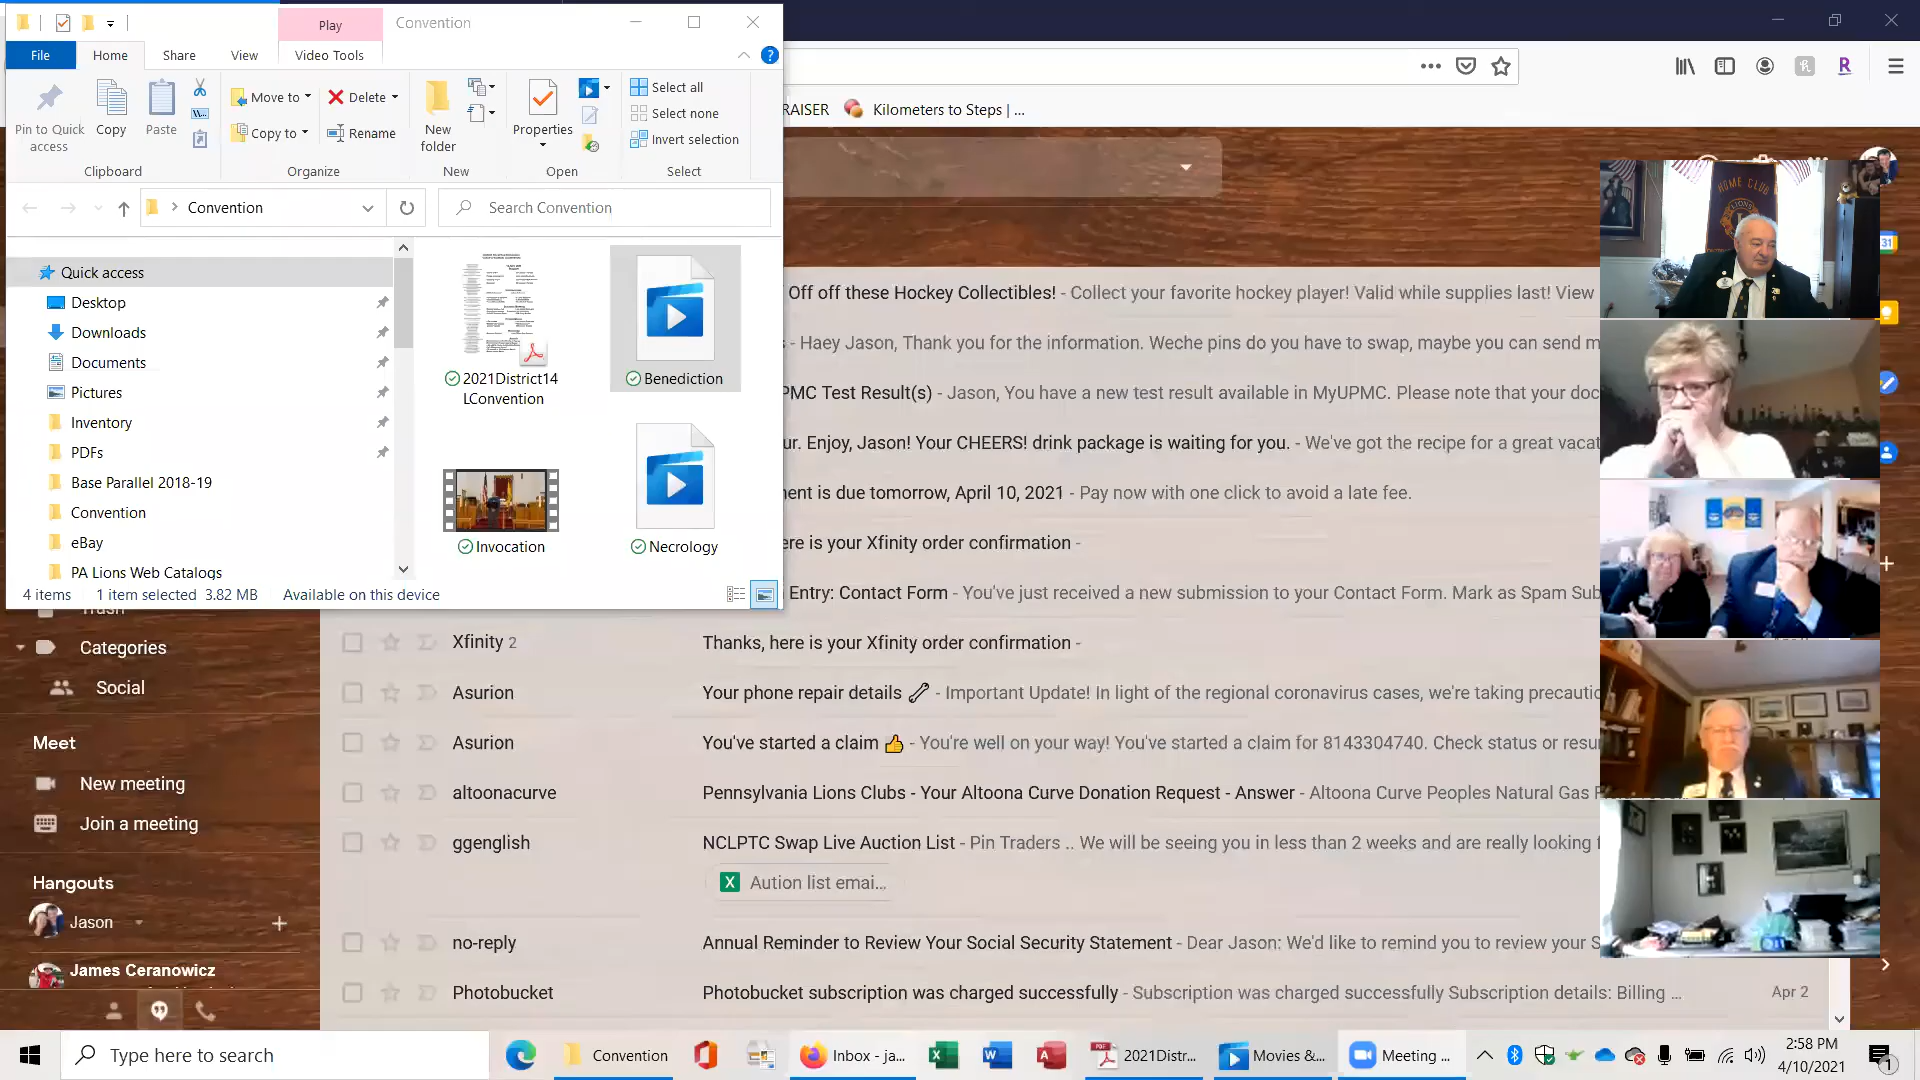 Play
Convention
File
Home
Share
View
Video Tools
Pin to Quick access
Copy
Paste
Move to
Copy to
Delete
Rename
New folder
Properties
Select all
Select none
Invert selection
Clipboard
Organize
New
Open
Select
Convention
Search Convention
RAISER
Kilometers to Steps | ...
Quick access
Desktop
Downloads
Documents
Pictures
Inventory
PDFs
Base Parallel 2018-19
Convention
eBay
PA Lions Web Catalogs
2021District14
LConvention
Benediction
Invocation
Necrology
4 items
1 item selected 3.82 MB
Available on this device
HOME CLUB
LIONS
31
Off off these Hockey Collectibles! - Collect your favorite hockey player! Valid while supplies last! View
- Haey Jason, Thank you for the information. Weche pins do you have to swap, maybe you can send m
PMC Test Result(s) - Jason, You have a new test result available in MyUPMC. Please note that your doc
ur. Enjoy, Jason! Your CHEERS! drink package is waiting for you. - We've got the recipe for a great vacat
ent is due tomorrow, April 10, 2021 - Pay now with one click to avoid a late fee.
ere is your Xfinity order confirmation -
Entry: Contact Form - You've just received a new submission to your Contact Form. Mark as Spam Sub
Trash
Categories
Social
Meet
New meeting
Join a meeting
Hangouts
Jason
James Ceranowicz
Xfinity 2 Thanks, here is your Xfinity order confirmation -
Asurion Your phone repair details - Important Update! In light of the regional coronavirus cases, we're taking precautio
Asurion You've started a claim 👍 - You're well on your way! You've started a claim for 8143304740. Check status or resu
altoonacurve Pennsylvania Lions Clubs - Your Altoona Curve Donation Request - Answer - Altoona Curve Peoples Natural Gas F
ggenglish NCLPTC Swap Live Auction List - Pin Traders .. We will be seeing you in less than 2 weeks and are really looking f
Aution list emai...
no-reply Annual Reminder to Review Your Social Security Statement - Dear Jason: We'd like to remind you to review your S
Photobucket Photobucket subscription was charged successfully - Subscription was charged successfully Subscription details: Billing ... Apr 2
Type here to search
Convention
Inbox - ja...
2021Distr...
Movies &...
Meeting ...
2:58 PM
4/10/2021
1